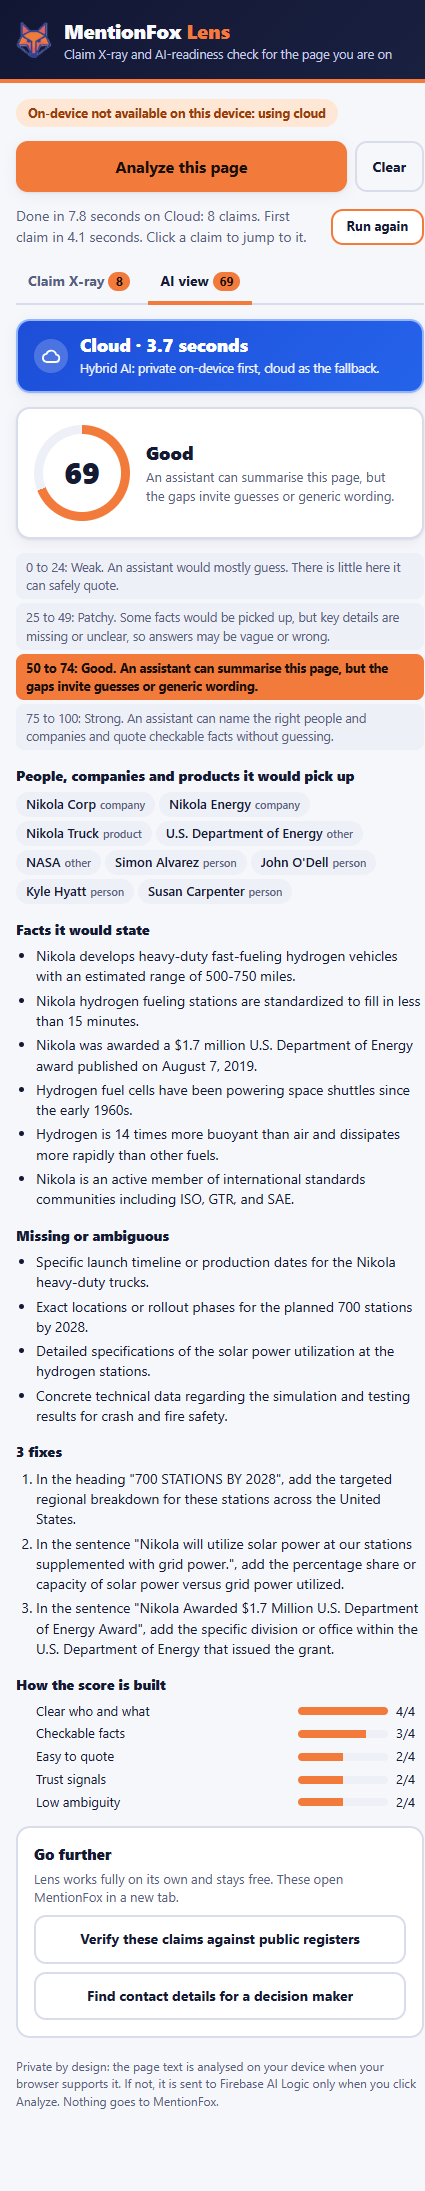 MentionFox Lens
Claim X-ray and AI-readiness check for the page you are on
On-device not available on this device: using cloud
Analyze this page
Clear
Done in 7.8 seconds on Cloud: 8 claims. First
claim in 4.1 seconds. Click a claim to jump to it.
Run again
Claim X-ray 8
AI view 69
Cloud · 3.7 seconds
Hybrid AI: private on-device first, cloud as the fallback.
69
Good
An assistant can summarise this page, but
the gaps invite guesses or generic wording.
0 to 24: Weak. An assistant would mostly guess. There is little here it
can safely quote.
25 to 49: Patchy. Some facts would be picked up, but key details are
missing or unclear, so answers may be vague or wrong.
50 to 74: Good. An assistant can summarise this page, but the
gaps invite guesses or generic wording.
75 to 100: Strong. An assistant can name the right people and
companies and quote checkable facts without guessing.
People, companies and products it would pick up
Nikola Corp company
Nikola Energy company
Nikola Truck product
U.S. Department of Energy other
NASA other
Simon Alvarez person
John O'Dell person
Kyle Hyatt person
Susan Carpenter person
Facts it would state
• Nikola develops heavy-duty fast-fueling hydrogen vehicles
with an estimated range of 500-750 miles.
• Nikola hydrogen fueling stations are standardized to fill in less
than 15 minutes.
• Nikola was awarded a $1.7 million U.S. Department of Energy
award published on August 7, 2019.
• Hydrogen fuel cells have been powering space shuttles since
the early 1960s.
• Hydrogen is 14 times more buoyant than air and dissipates
more rapidly than other fuels.
• Nikola is an active member of international standards
communities including ISO, GTR, and SAE.
Missing or ambiguous
• Specific launch timeline or production dates for the Nikola
heavy-duty trucks.
• Exact locations or rollout phases for the planned 700 stations
by 2028.
• Detailed specifications of the solar power utilization at the
hydrogen stations.
• Concrete technical data regarding the simulation and testing
results for crash and fire safety.
3 fixes
1. In the heading "700 STATIONS BY 2028", add the targeted
regional breakdown for these stations across the United
States.
2. In the sentence "Nikola will utilize solar power at our stations
supplemented with grid power.", add the percentage share or
capacity of solar power versus grid power utilized.
3. In the sentence "Nikola Awarded $1.7 Million U.S. Department
of Energy Award", add the specific division or office within the
U.S. Department of Energy that issued the grant.
How the score is built
Clear who and what 4/4
Checkable facts 3/4
Easy to quote 2/4
Trust signals 2/4
Low ambiguity 2/4
Go further
Lens works fully on its own and stays free. These open
MentionFox in a new tab.
Verify these claims against public registers
Find contact details for a decision maker
Private by design: the page text is analysed on your device when your
browser supports it. If not, it is sent to Firebase AI Logic only when you click
Analyze. Nothing goes to MentionFox.